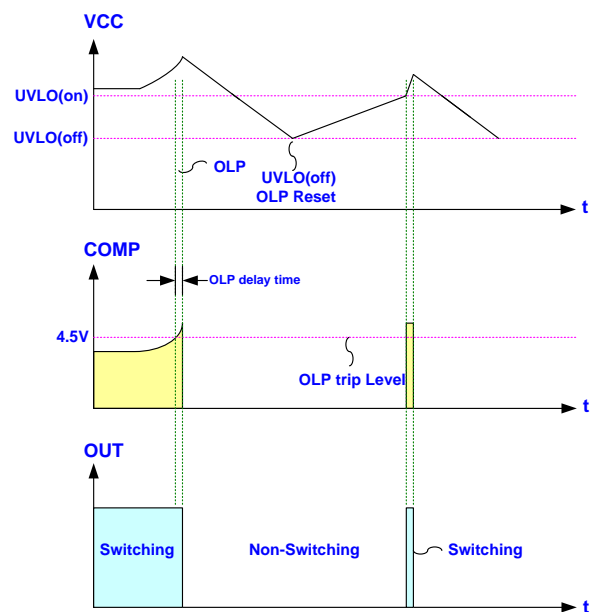 VCC
UVLO(on)
UVLO(off)
OLP
UVLO(off)
OLP Reset
t
COMP
OLP delay time
4.5V
OLP trip Level
t
OUT
Switching
Non-Switching
Switching
t